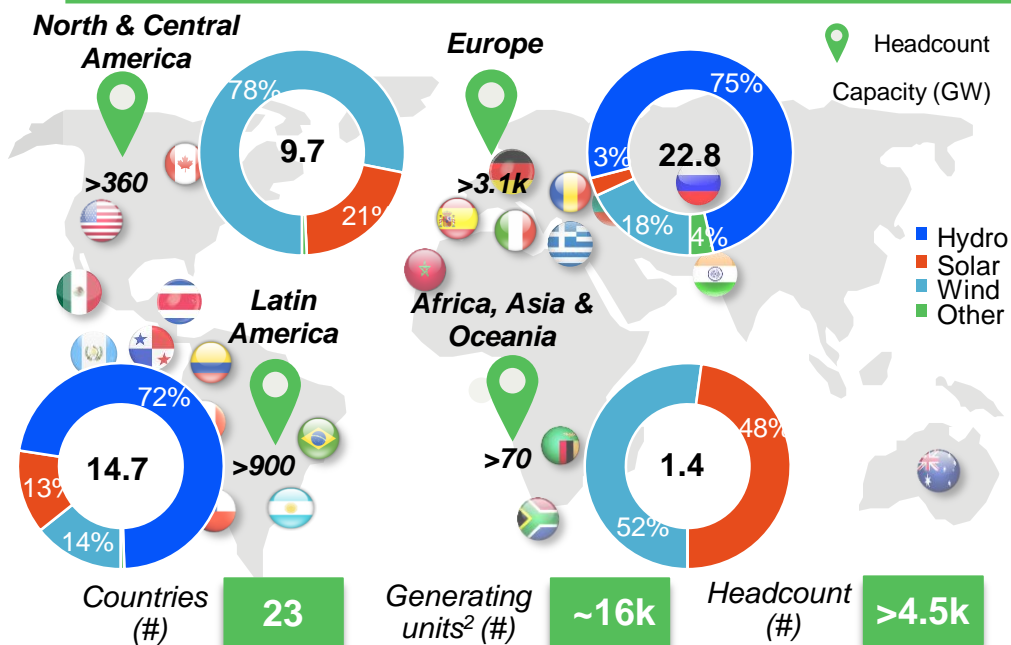 North & Central
America
78%
9.7
21%
>360
Europe
75%
3%
22.8
18%
4%
>3.1k
Headcount
Capacity (GW)
Hydro
Solar
Wind
Other
Latin
America
72%
14.7
13%
14%
>900
Africa, Asia &
Oceania
>70
48%
1.4
52%
Countries
(#)
23
Generating
units² (#)
~16k
Headcount
(#)
>4.5k